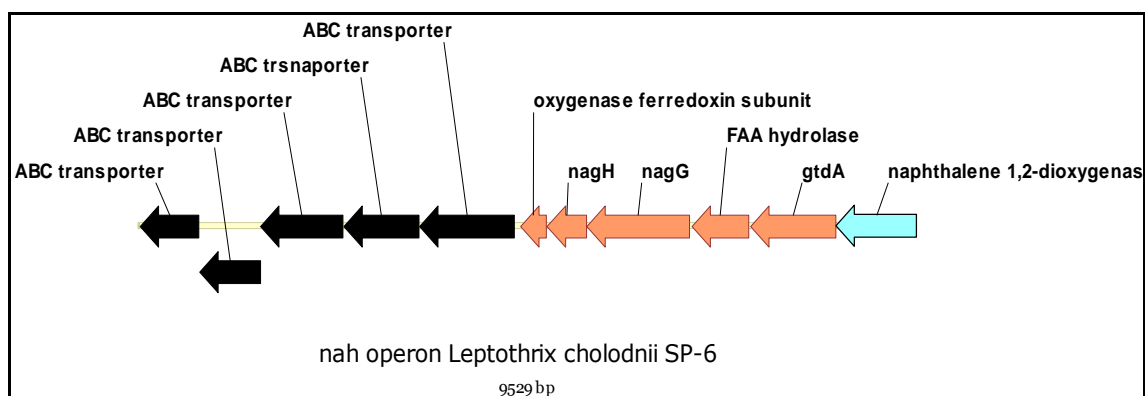 ABC transporter
ABC trsnaporter
ABC transporter
oxygenase ferredoxin subunit
ABC transporter
FAA hydrolase
ABC transporter
nagH
nagG
gtdA
naphthalene 1,2-dioxygenas
nah operon Leptothrix cholodnii SP-6
9529 bp